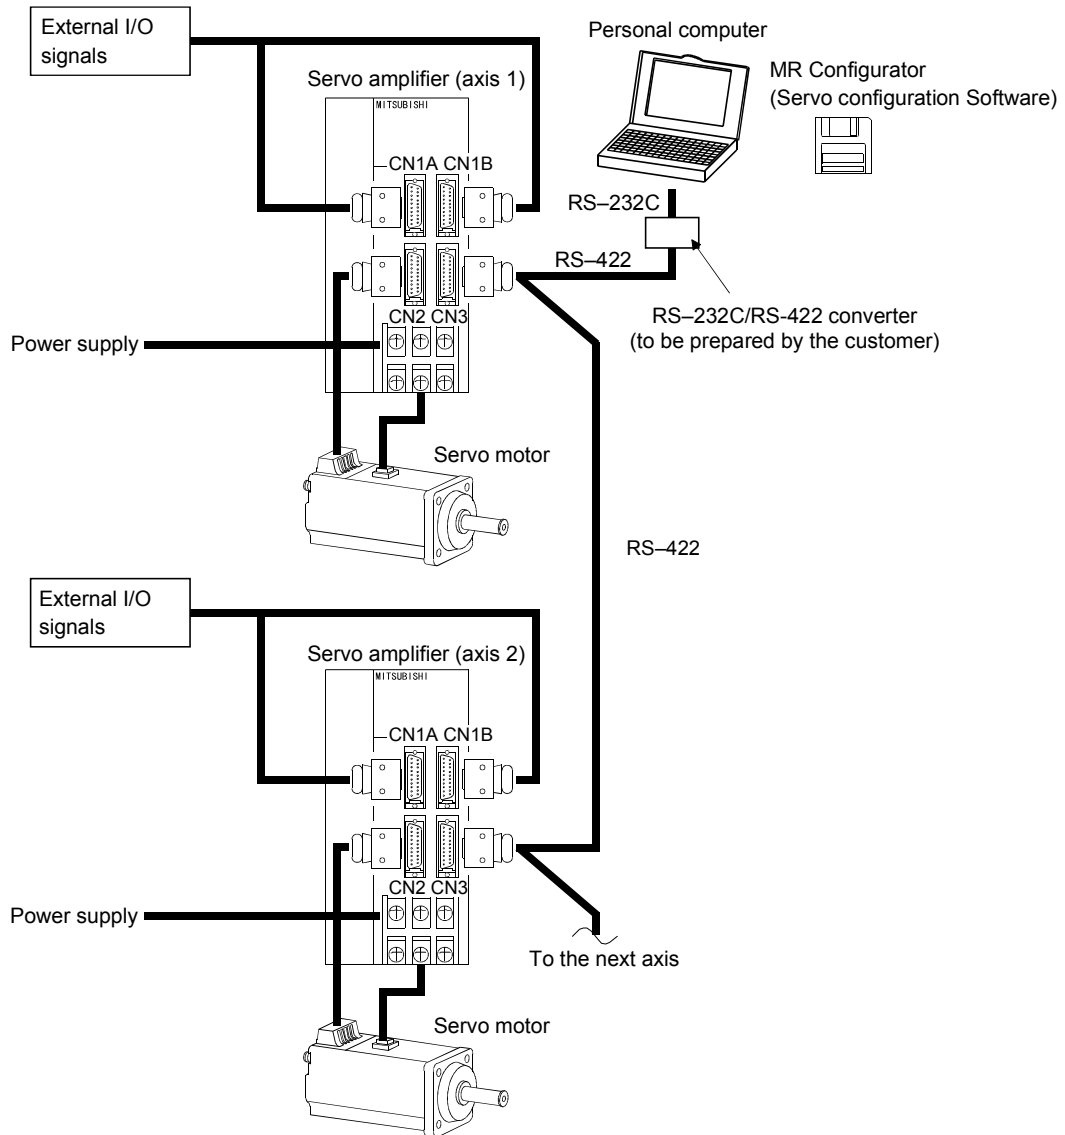 External I/O
signals
Personal computer
MR Configurator
(Servo configuration Software)
Servo amplifier (axis 1)
MITSUBISHI
CN1A CN1B
RS–232C
RS–422
CN2 CN3
RS–232C/RS-422 converter
(to be prepared by the customer)
Power supply
Servo motor
RS–422
External I/O
signals
Servo amplifier (axis 2)
MITSUBISHI
CN1A CN1B
CN2 CN3
Power supply
To the next axis
Servo motor